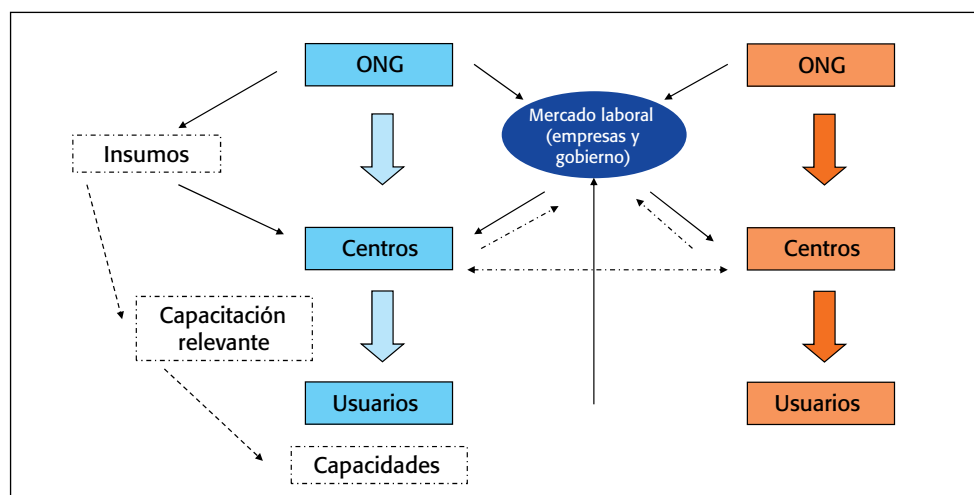 ONG
ONG
Mercado laboral
(empresas y
gobierno)
Insumos
Centros
Centros
Capacitación
relevante
Usuarios
Usuarios
Capacidades